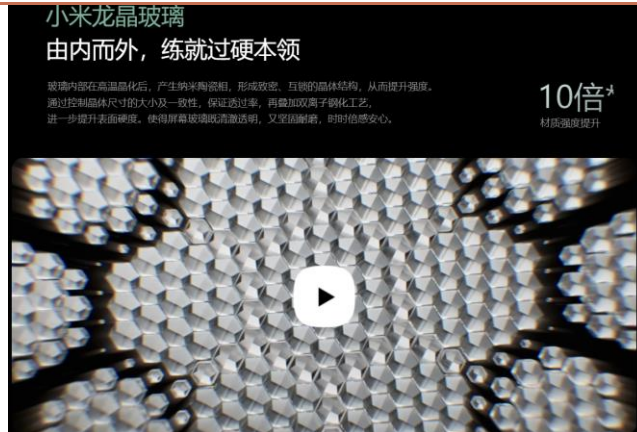 小米龙晶玻璃
由内而外，练就过硬本领
玻璃内部在高温晶化后，产生纳米陶瓷相，形成致密、互锁的晶体结构，从而提升强度。
通过控制晶体尺寸的大小及一致性，保证透过率，再叠加双离子钢化工艺，
进一步提升表面硬度。使得屏幕玻璃既清澈透明，又坚固耐磨，时时倍感安心。
10倍
材质强度提升